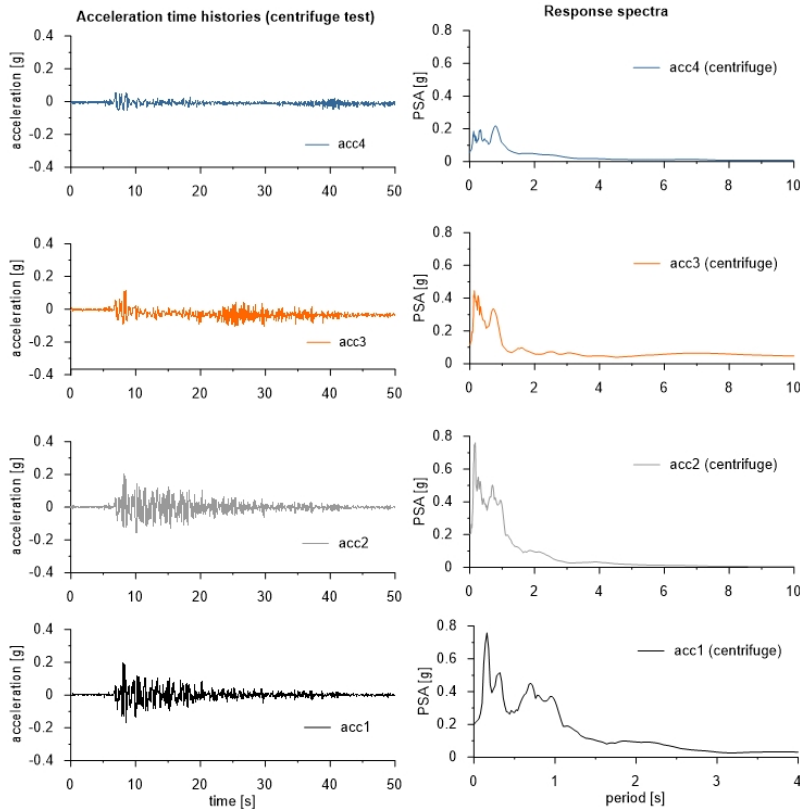 Acceleration time histories (centrifuge test)
Response spectra
acceleration [g]
0.4
0.2
0
-0.2
-0.4
acc4
0 10 20 30 40 50
PSA [g]
0.8
0.6
0.4
0.2
0
acc4 (centrifuge)
0 2 4 6 8 10
acceleration [g]
0.4
0.2
0
-0.2
-0.4
acc3
0 10 20 30 40 50
PSA [g]
0.8
0.6
0.4
0.2
0
acc3 (centrifuge)
0 2 4 6 8 10
acceleration [g]
0.4
0.2
0
-0.2
-0.4
acc2
0 10 20 30 40 50
PSA [g]
0.8
0.6
0.4
0.2
0
acc2 (centrifuge)
0 2 4 6 8 10
acceleration [g]
0.4
0.2
0
-0.2
-0.4
acc1
0 10 20 30 40 50
time [s]
PSA [g]
0.8
0.6
0.4
0.2
0
acc1 (centrifuge)
0 1 2 3 4
period [s]